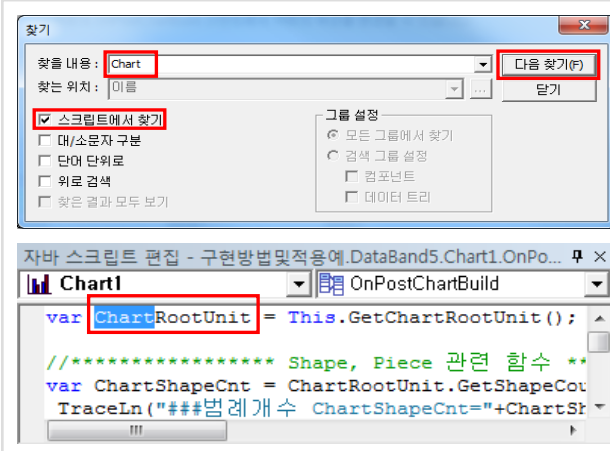 찾기
찾을 내용 : Chart 다음 찾기(F)
찾는 위치 : 이름 ... 닫기
스크립트에서 찾기
대/소문자 구분
단어 단위로
위로 검색
찾은 결과 모두 보기
그룹 설정
모든 그룹에서 찾기
검색 그룹 설정
컴포넌트
데이터 트리
자바 스크립트 편집 - 구현방법및적용예.DataBand5.Chart1.OnPo...
Chart1 OnPostChartBuild
var ChartRootUnit = This.GetChartRootUnit();
//***************** Shape, Piece 관련 함수 **
var ChartShapeCnt = ChartRootUnit.GetShapeCou
TraceLn("###범례개수 ChartShapeCnt="+ChartSh